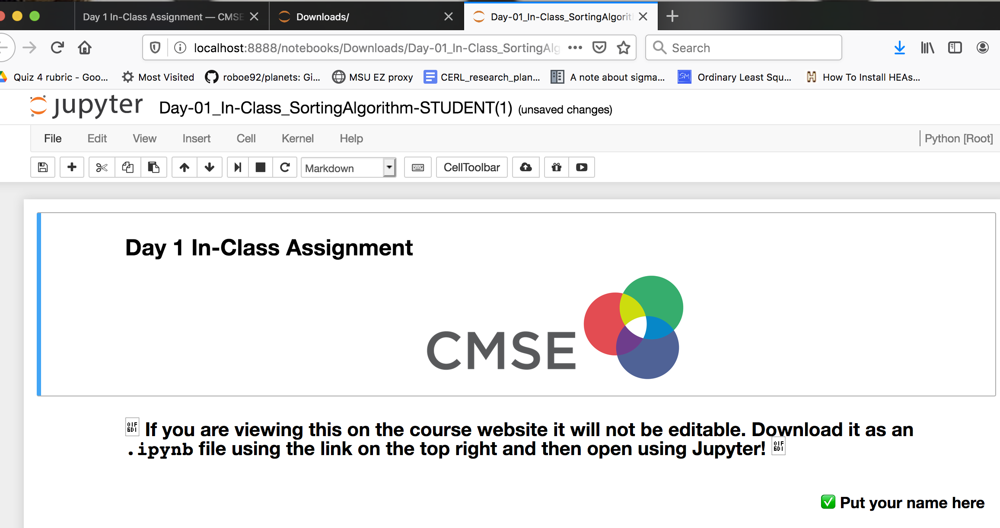 Day 1 In-Class Assignment — CMSE
Downloads/
Day-01_In-Class_SortingAlgorith
localhost:8888/notebooks/Downloads/Day-01_In-Class_SortingAlg
Search
Quiz 4 rubric - Goo...
Most Visited
roboe92/planets: Gi...
MSU EZ proxy
CERL_research_plan...
A note about sigma...
SM
Ordinary Least Squ...
How To Install HEAs...
jupyter
Day-01_In-Class_SortingAlgorithm-STUDENT(1) (unsaved changes)
File Edit View Insert Cell Kernel Help
Python [Root]
Markdown
CellToolbar
Day 1 In-Class Assignment
CMSE
If you are viewing this on the course website it will not be editable. Download it as an
.ipynb file using the link on the top right and then open using Jupyter!
✅ Put your name here